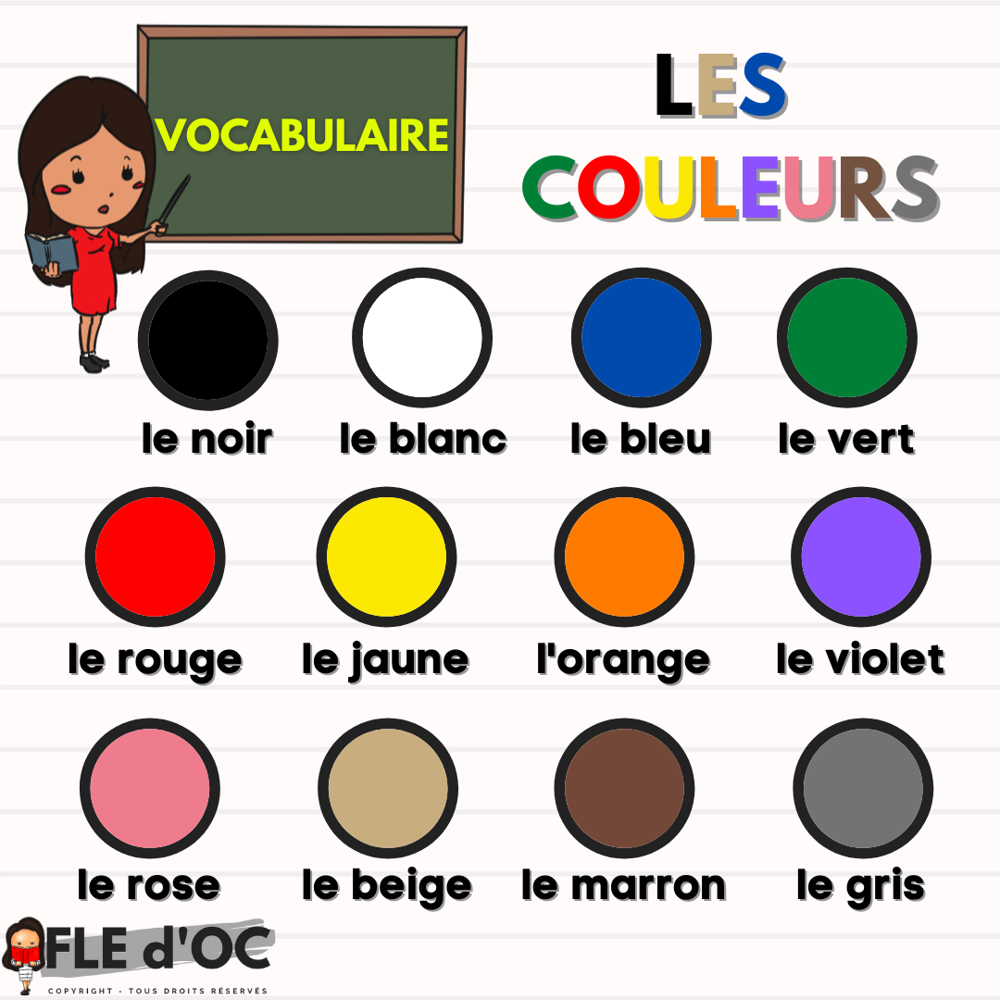 VOCABULAIRE
LES
COULEURS
le noir
le blanc
le bleu
le vert
le rouge
le jaune
l'orange
le violet
le rose
le beige
le marron
le gris
FLE d'OC
COPYRIGHT - TOUS DROITS RÉSERVÉS